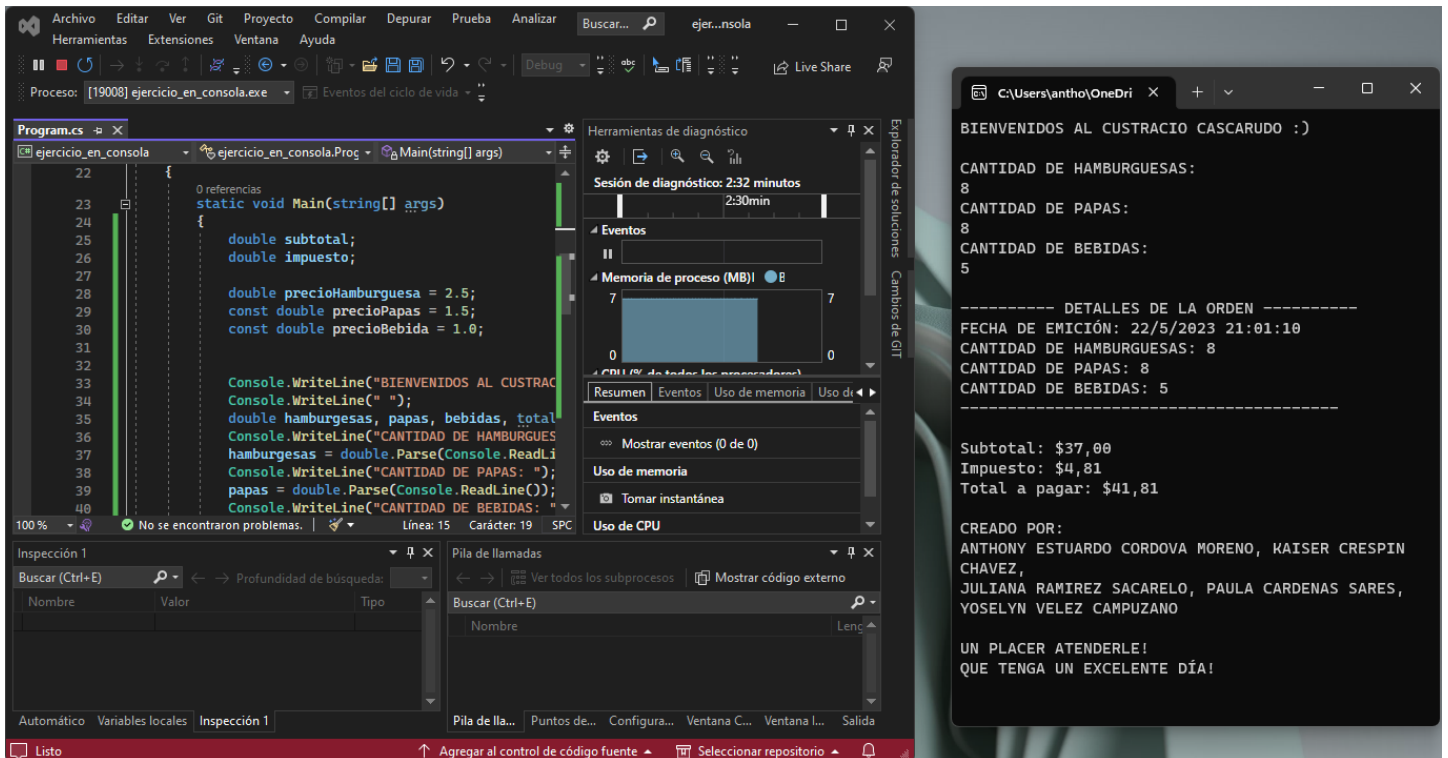 Archivo Editar Ver Git Proyecto Compilar Depurar Prueba Analizar Buscar... ejer...nsola
Herramientas Extensiones Ventana Ayuda
Debug Live Share
Proceso: [19008] ejercicio_en_consola.exe Eventos del ciclo de vida
Program.cs
ejercicio_en_consola ejercicio_en_consola.Prog Main(string[] args)
22 {
0 referencias
23 static void Main(string[] args)
24 {
25 double subtotal;
26 double impuesto;
27
28 double precioHamburguesa = 2.5;
29 const double precioPapas = 1.5;
30 const double precioBebida = 1.0;
31
32
33 Console.WriteLine("BIENVENIDOS AL CUSTRAC
34 Console.WriteLine(" ");
35 double hamburgesas, papas, bebidas, total
36 Console.WriteLine("CANTIDAD DE HAMBURGUES
37 hamburgesas = double.Parse(Console.ReadLi
38 Console.WriteLine("CANTIDAD DE PAPAS: ");
39 papas = double.Parse(Console.ReadLine());
40 Console.WriteLine("CANTIDAD DE BEBIDAS: "
100 % No se encontraron problemas. Línea: 15 Carácter: 19 SPC
Herramientas de diagnóstico
Sesión de diagnóstico: 2:32 minutos
2:30min
Eventos
Memoria de proceso (MB)
7 7
0 0
CPU (% de todos los procesadores)
Resumen Eventos Uso de memoria Uso de
Eventos
Mostrar eventos (0 de 0)
Uso de memoria
Tomar instantánea
Uso de CPU
Explorador de soluciones
Cambios de GIT
Inspección 1
Buscar (Ctrl+E) Profundidad de búsqueda:
Nombre Valor Tipo
Automático Variables locales Inspección 1
Pila de llamadas
Ver todos los subprocesos Mostrar código externo
Buscar (Ctrl+E)
Nombre Leng
Pila de lla... Puntos de... Configura... Ventana C... Ventana I... Salida
Listo Agregar al control de código fuente Seleccionar repositorio
C:\Users\antho\OneDri
BIENVENIDOS AL CUSTRACIO CASCARUDO :)
CANTIDAD DE HAMBURGUESAS:
8
CANTIDAD DE PAPAS:
8
CANTIDAD DE BEBIDAS:
5
---------- DETALLES DE LA ORDEN ----------
FECHA DE EMICIÓN: 22/5/2023 21:01:10
CANTIDAD DE HAMBURGUESAS: 8
CANTIDAD DE PAPAS: 8
CANTIDAD DE BEBIDAS: 5
----------------------------------------
Subtotal: $37,00
Impuesto: $4,81
Total a pagar: $41,81
CREADO POR:
ANTHONY ESTUARDO CORDOVA MORENO, KAISER CRESPIN
CHAVEZ,
JULIANA RAMIREZ SACARELO, PAULA CARDENAS SARES,
YOSELYN VELEZ CAMPUZANO
UN PLACER ATENDERLE!
QUE TENGA UN EXCELENTE DÍA!